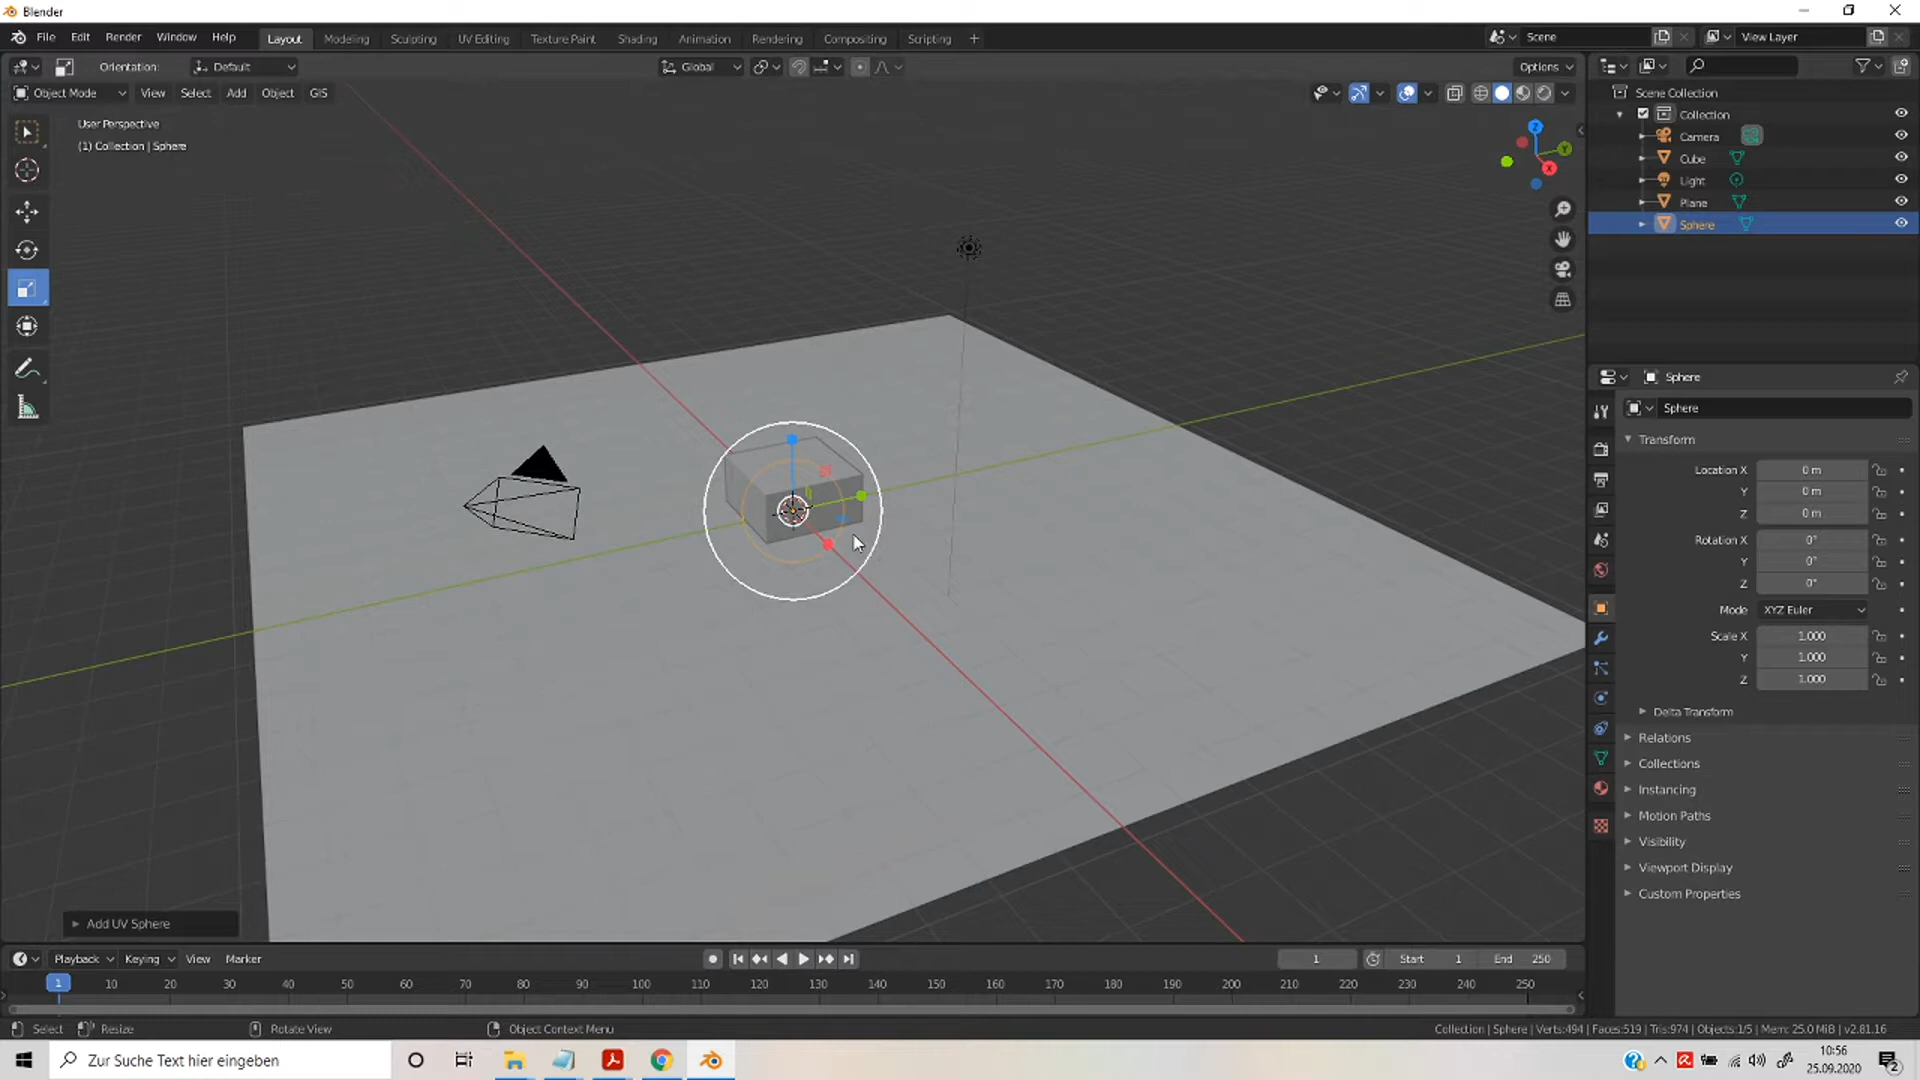 Blender
File Edit Render Window Help Layout Modeling Sculpting UV Editing Texture Paint Shading Animation Rendering Compositing Scripting + Scene View Layer
Orientation: Default Global Options
Object Mode View Select Add Object GIS Scene Collection
Collection
User Perspective
(1) Collection | Sphere
Camera
Cube
Light
Plane
Sphere
Z
Y
X
Sphere
Sphere
Transform
Location X 0 m
Y 0 m
Z 0 m
Rotation X 0°
Y 0°
Z 0°
Mode XYZ Euler
Scale X 1.000
Y 1.000
Z 1.000
Delta Transform
Relations
Collections
Instancing
Motion Paths
Visibility
Viewport Display
Custom Properties
Add UV Sphere
Playback Keying View Marker 1 Start 1 End 250
1 10 20 30 40 50 60 70 80 90 100 110 120 130 140 150 160 170 180 190 200 210 220 230 240 250
Select Resize Rotate View Object Context Menu Collection | Sphere | Verts:494 | Faces:519 | Tris:974 | Objects:1/5 | Mem: 25.0 MiB | v2.81.16
Zur Suche Text hier eingeben
10:56
25.09.2020
2